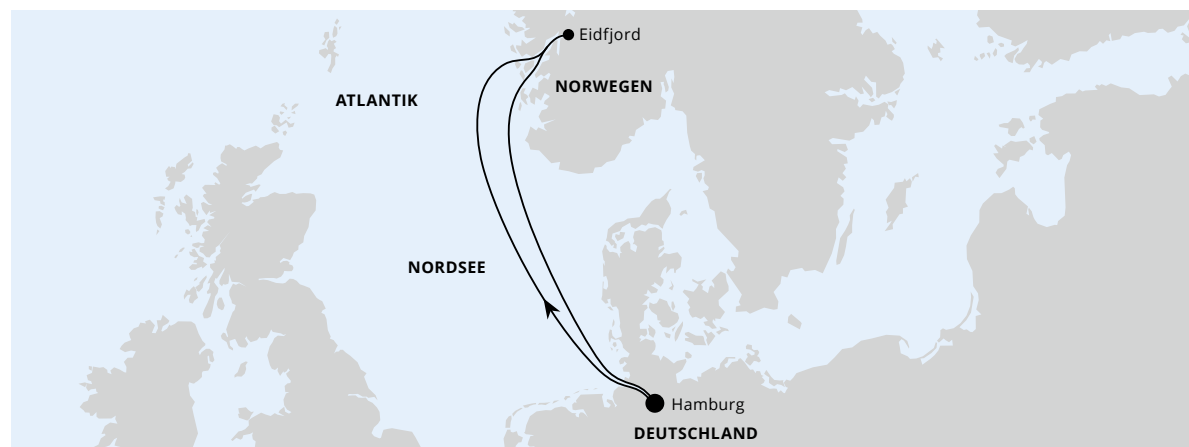 Eidfjord
NORWEGEN
ATLANTIK
NORDSEE
Hamburg
DEUTSCHLAND